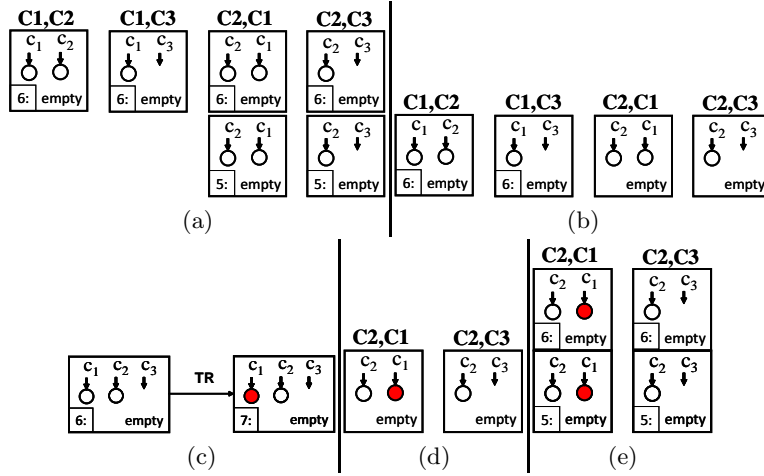 C1,C2 C1,C3 C2,C1 C2,C3
c1 c2 c1 c3 c2 c1 c2 c3
6: empty 6: empty 6: empty 6: empty
C1,C2 C1,C3 C2,C1 C2,C3
c2 c1 c2 c3 c1 c2 c1 c3 c2 c1 c2 c3
5: empty 5: empty 6: empty 6: empty empty empty
(a) (b)
C2,C1 C2,C3
c2 c1 c2 c3
6: empty 6: empty
C2,C1 C2,C3
c1 c2 c3 TR c1 c2 c3 c2 c1 c2 c3 c2 c1 c2 c3
6: empty 7: empty empty empty 5: empty 5: empty
(c) (d) (e)